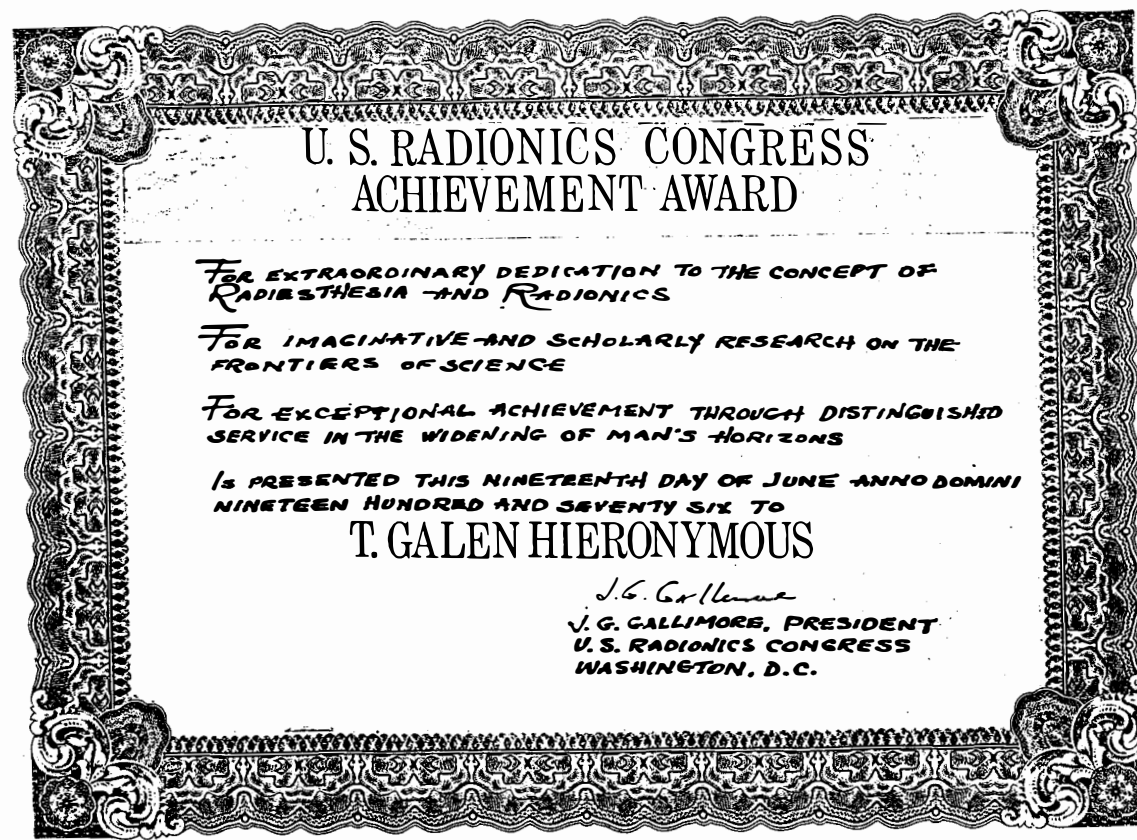 U. S. RADIONICS CONGRESS
ACHIEVEMENT AWARD
FOR EXTRAORDINARY DEDICATION TO THE CONCEPT OF
RADIESTHESIA AND RADIONICS
FOR IMAGINATIVE AND SCHOLARLY RESEARCH ON THE
FRONTIERS OF SCIENCE
FOR EXCEPTIONAL ACHIEVEMENT THROUGH DISTINGUISHED
SERVICE IN THE WIDENING OF MAN'S HORIZONS
IS PRESENTED THIS NINETEENTH DAY OF JUNE ANNO DOMINI
NINETEEN HUNDRED AND SEVENTY SIX TO
T. GALEN HIERONYMOUS
J. G. Gallimore
J. G. GALLIMORE, PRESIDENT
U. S. RADIONICS CONGRESS
WASHINGTON, D.C.